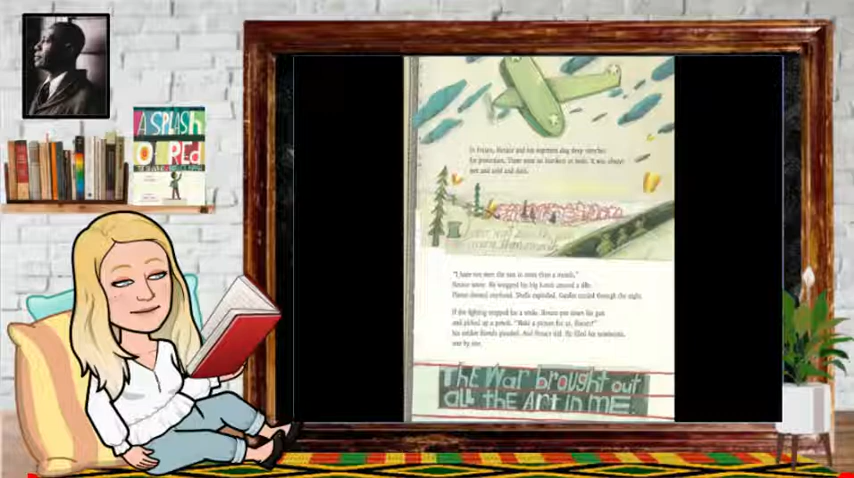 A SPLASH
OF RED
In France, Horace and his regiment dug deep trenches
for protection. There were no bunkers or tents. It was always
wet and cold and dark.
"I have not seen the sun in more than a month,"
Horace wrote. He wrapped his big hands around a rifle.
Planes droned overhead. Shells exploded. Gunfire sounded through the night.
If the fighting stopped for a while, Horace put down his gun
and picked up a pencil. "Make a picture for us, Horace!"
his soldier friends pleaded. And Horace did. He filled his notebooks,
one by one.
The War brought out
all the Art in me.